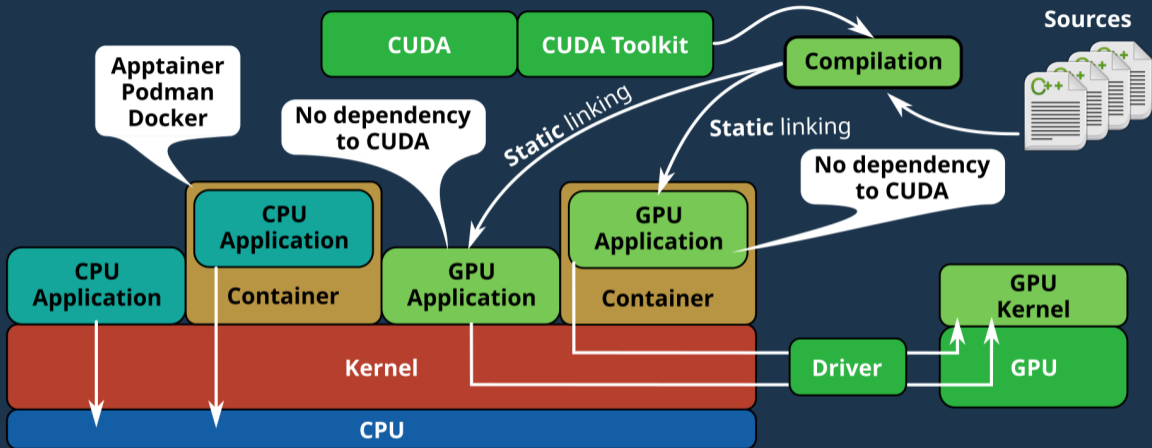 Sources
CUDA
CUDA Toolkit
Compilation
C++
C++
C++
C++
Apptainer
Podman
Docker
No dependency
to CUDA
Static linking
Static linking
No dependency
to CUDA
CPU
Application
CPU
Application
Container
GPU
Application
GPU
Application
Container
GPU
Kernel
Kernel
Driver
GPU
CPU